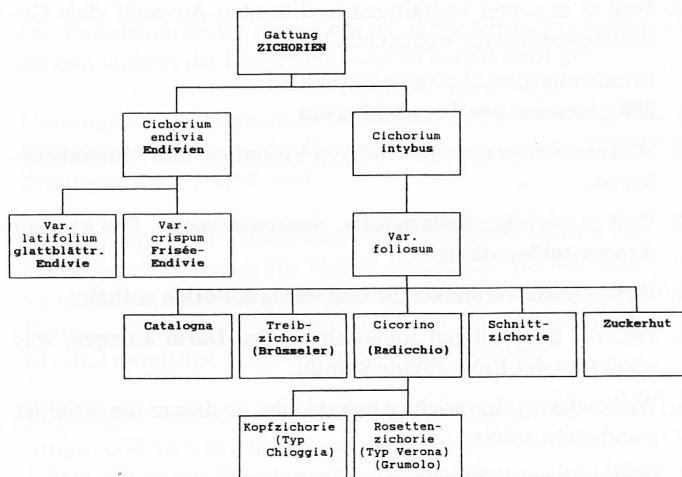 Gattung
ZICHORIEN
Cichorium
endivia
Endivien
Cichorium
intybus
Var.
latifolium
glattblättr.
Endivie
Var.
crispum
Frisée-
Endivie
Var.
foliosum
Catalogna
Treib-
zichorie
(Brüsseler)
Cicorino
(Radicchio)
Schnitt-
zichorie
Zuckerhut
Kopfzichorie
(Typ
Chioggia)
Rosetten-
zichorie
(Typ Verona)
(Grumolo)